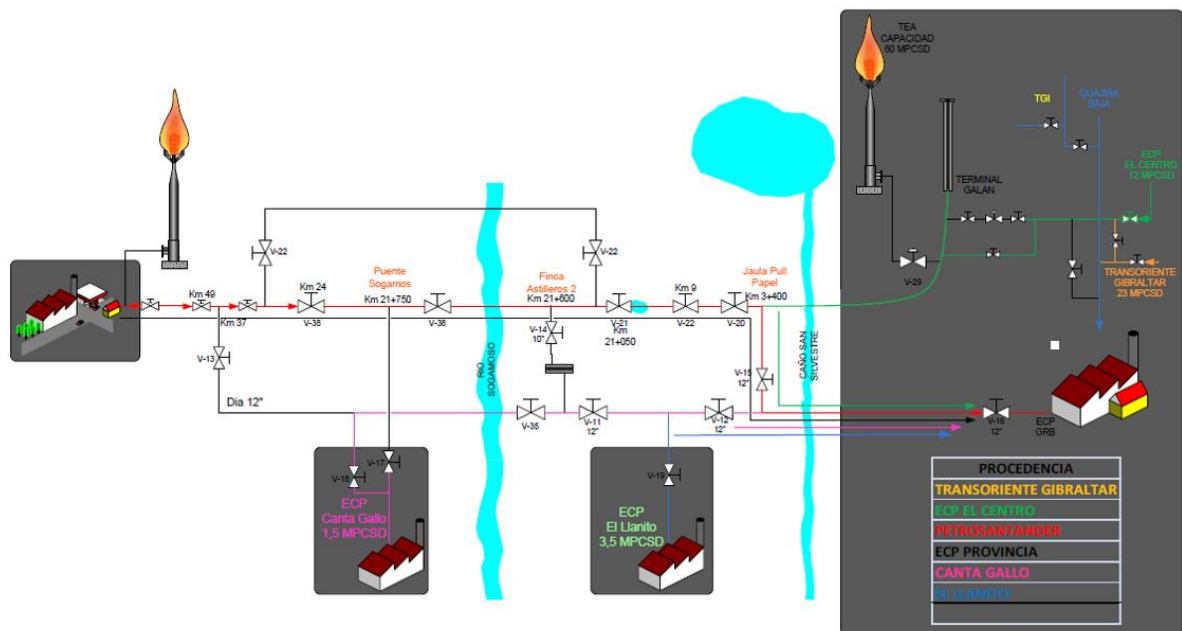 TEA
CAPACIDAD
60 MPCSD
TGI
GUAJIRA
BAJA
ECP
EL CENTRO
12 MPCSD
TERMINAL
GALAN
V-29
TRANSORIENTE
GIBRALTAR
23 MPCSD
V-22
V-22
Puente
Sogamos
Finca
Astilleros 2
Jaula Pull
Papel
Km 49
Km 24
Km 21+750
Km 21+600
Km 9
Km 3+400
Km 37
V-38
V-36
V-14
10"
V-21
Km
21+050
V-22
V-20
V-13
RIO
SOGAMOSO
CAÑO SAN
SILVESTRE
V-15
12"
Dia 12"
V-35
V-11
12"
V-12
12"
V-16
12"
ECP
GRB
V-18
V-17
V-19
ECP
Canta Gallo
1,5 MPCSD
ECP
El Llanito
3,5 MPCSD
PROCEDENCIA
TRANSORIENTE GIBRALTAR
ECP EL CENTRO
PETROSANTANDER
ECP PROVINCIA
CANTA GALLO
EL LLANITO